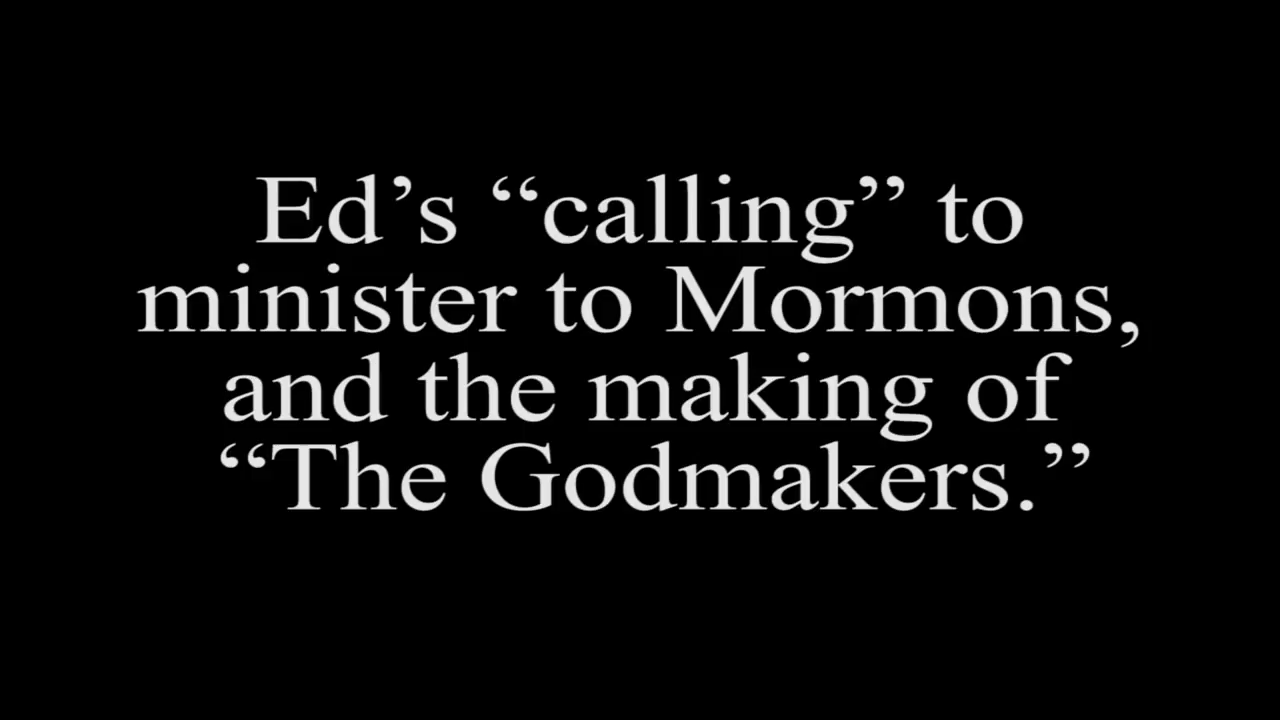 Ed’s “calling” to
minister to Mormons,
and the making of
“The Godmakers.”